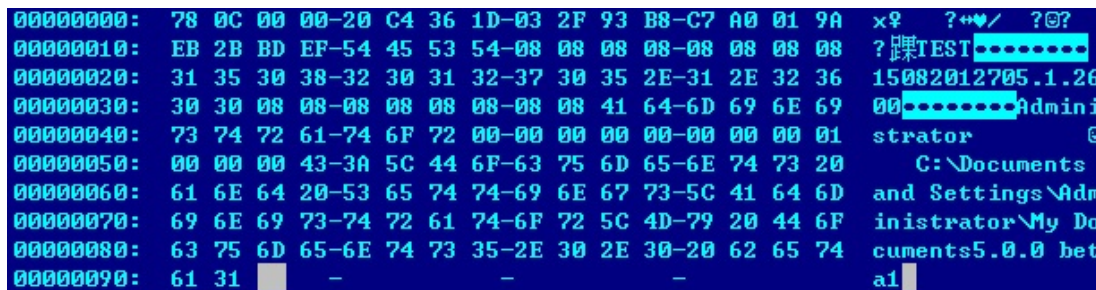 00000000: 78 0C 00 00-20 C4 36 1D-03 2F 93 B8-C7 A0 01 9A x♀ ?↔♥/ ?☺?
00000010: EB 2B BD EF-54 45 53 54-08 08 08 08-08 08 08 08 ?踝TEST◘◘◘◘◘◘◘◘
00000020: 31 35 30 38-32 30 31 32-37 30 35 2E-31 2E 32 36 15082012705.1.26
00000030: 30 30 08 08-08 08 08 08-08 08 41 64-6D 69 6E 69 00◘◘◘◘◘◘◘◘Admini
00000040: 73 74 72 61-74 6F 72 00-00 00 00 00-00 00 00 01 strator ☺
00000050: 00 00 00 43-3A 5C 44 6F-63 75 6D 65-6E 74 73 20 C:\Documents
00000060: 61 6E 64 20-53 65 74 74-69 6E 67 73-5C 41 64 6D and Settings\Adm
00000070: 69 6E 69 73-74 72 61 74-6F 72 5C 4D-79 20 44 6F inistrator\My Do
00000080: 63 75 6D 65-6E 74 73 35-2E 30 2E 30-20 62 65 74 cuments5.0.0 bet
00000090: 61 31 - - - a1